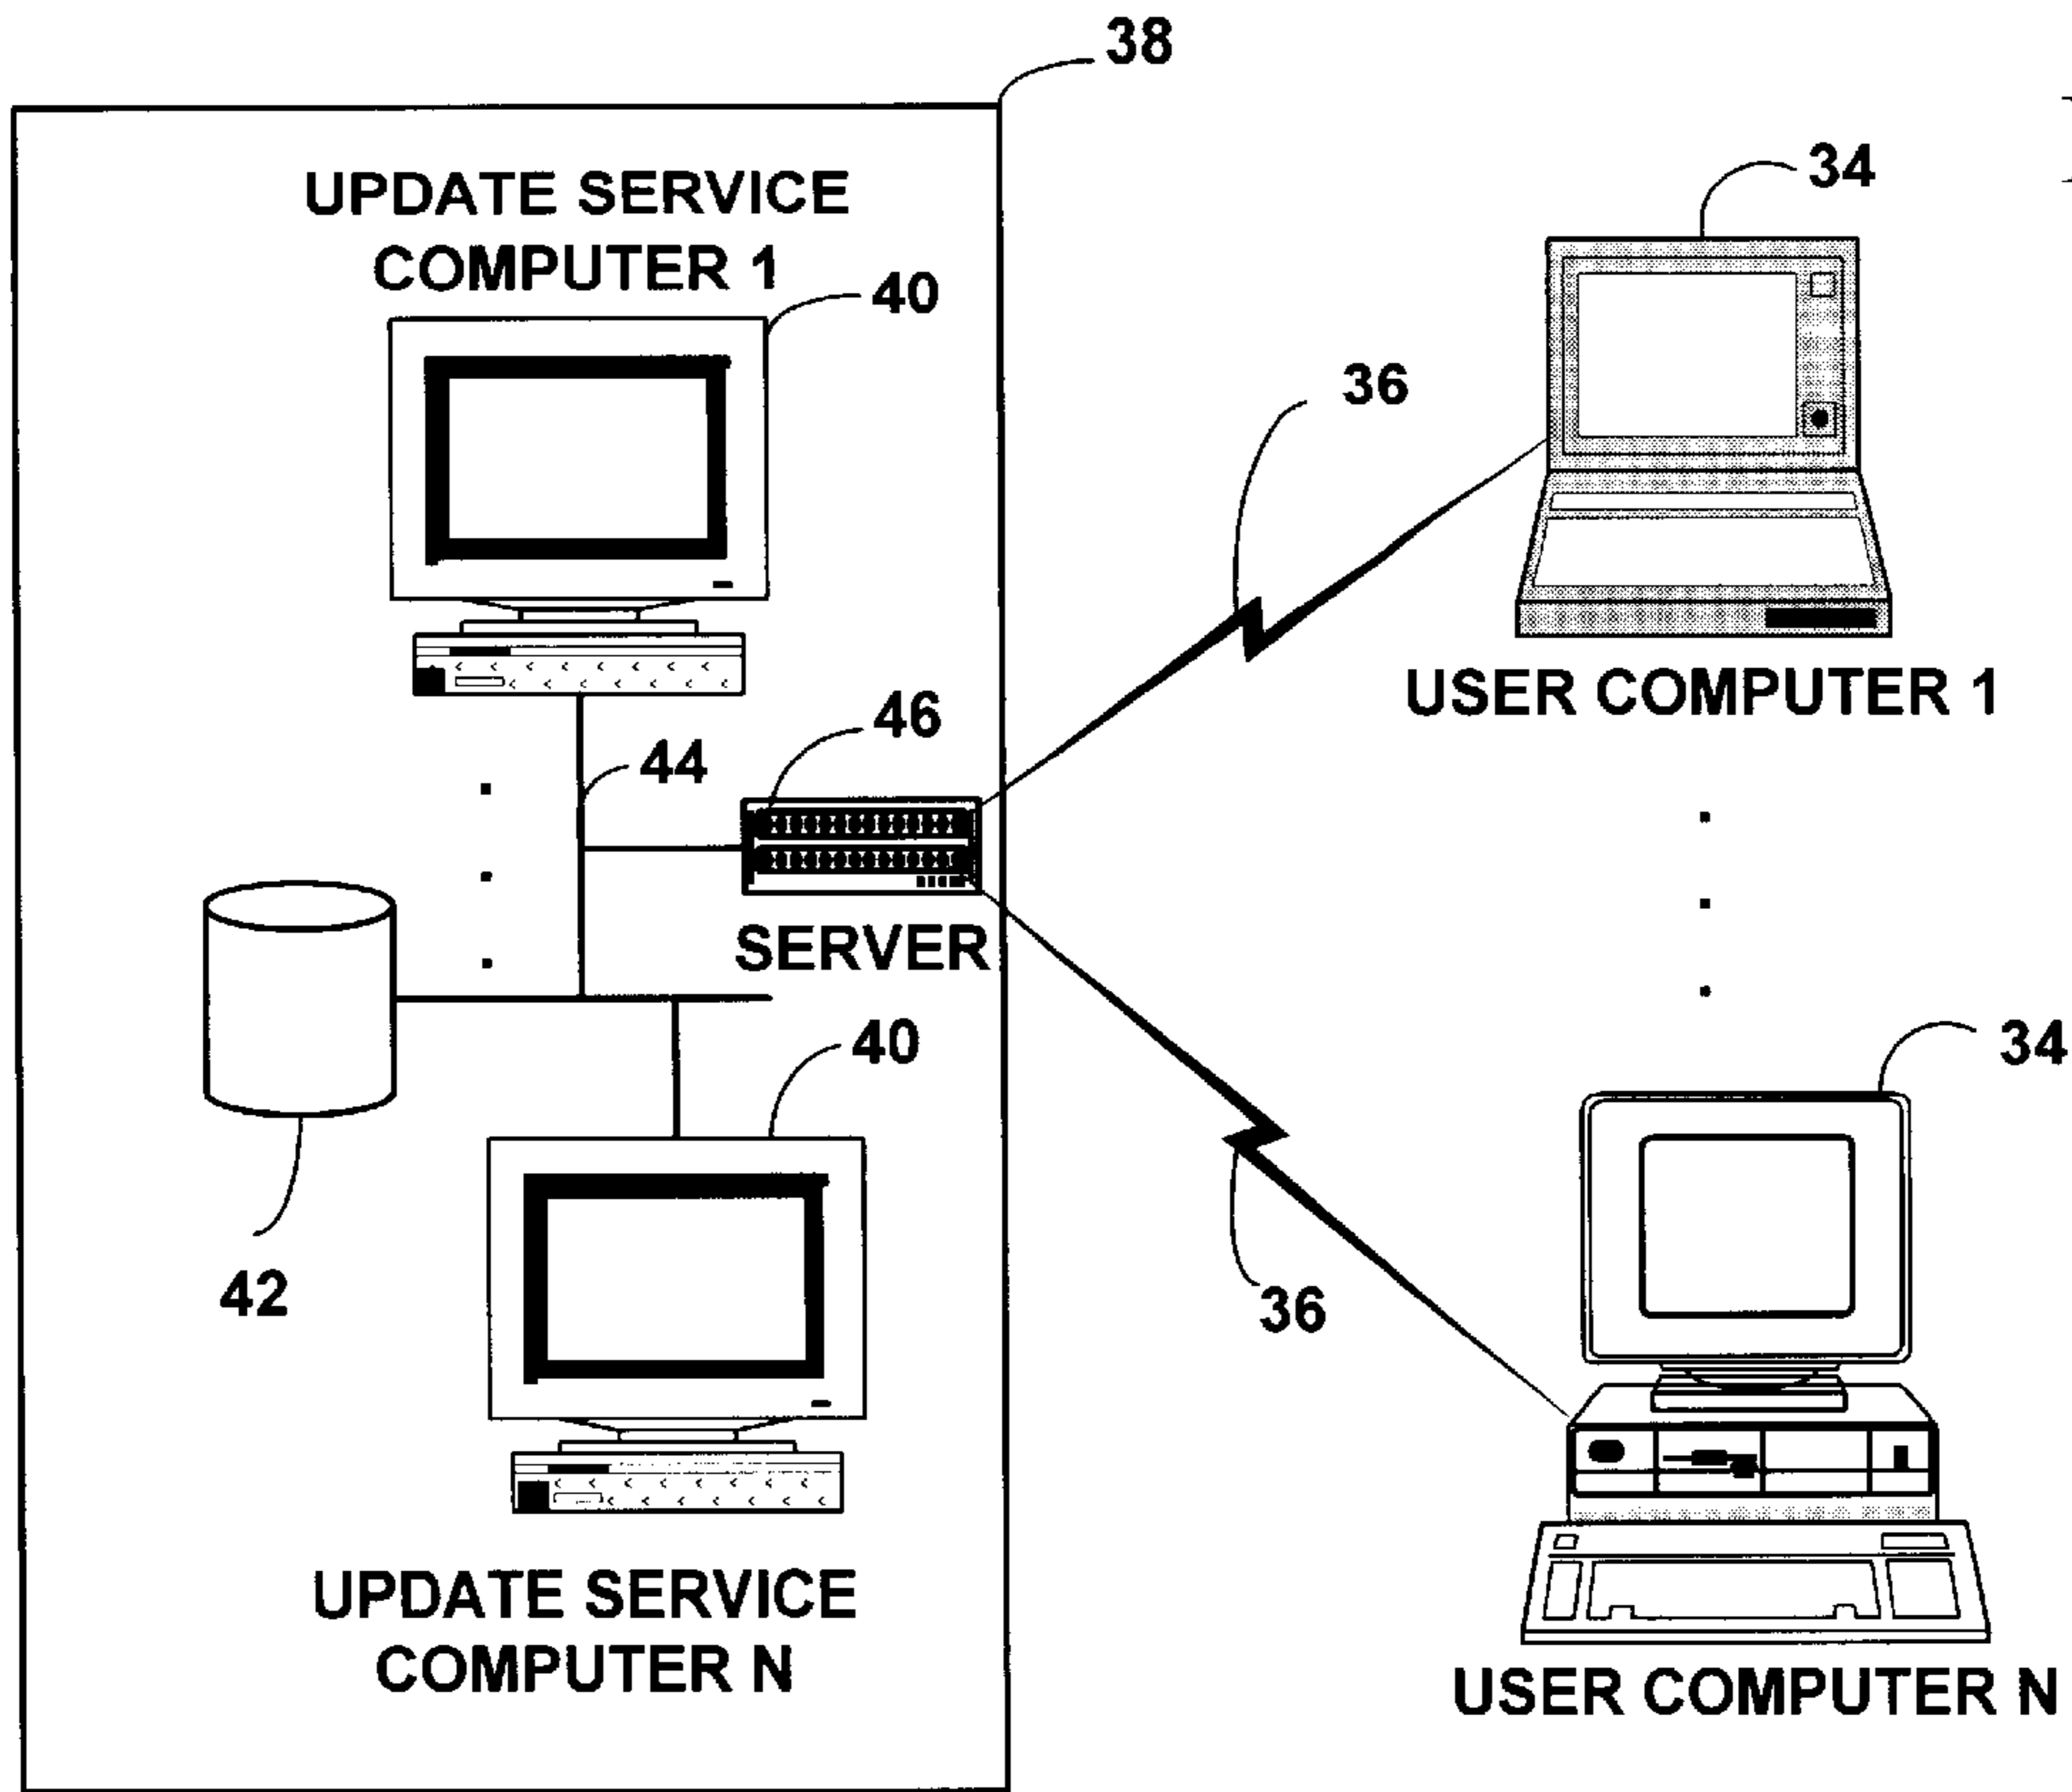 38
UPDATE SERVICE
COMPUTER 1
40
34
36
USER COMPUTER 1
46
44
SERVER
40
34
42
36
UPDATE SERVICE
COMPUTER N
USER COMPUTER N